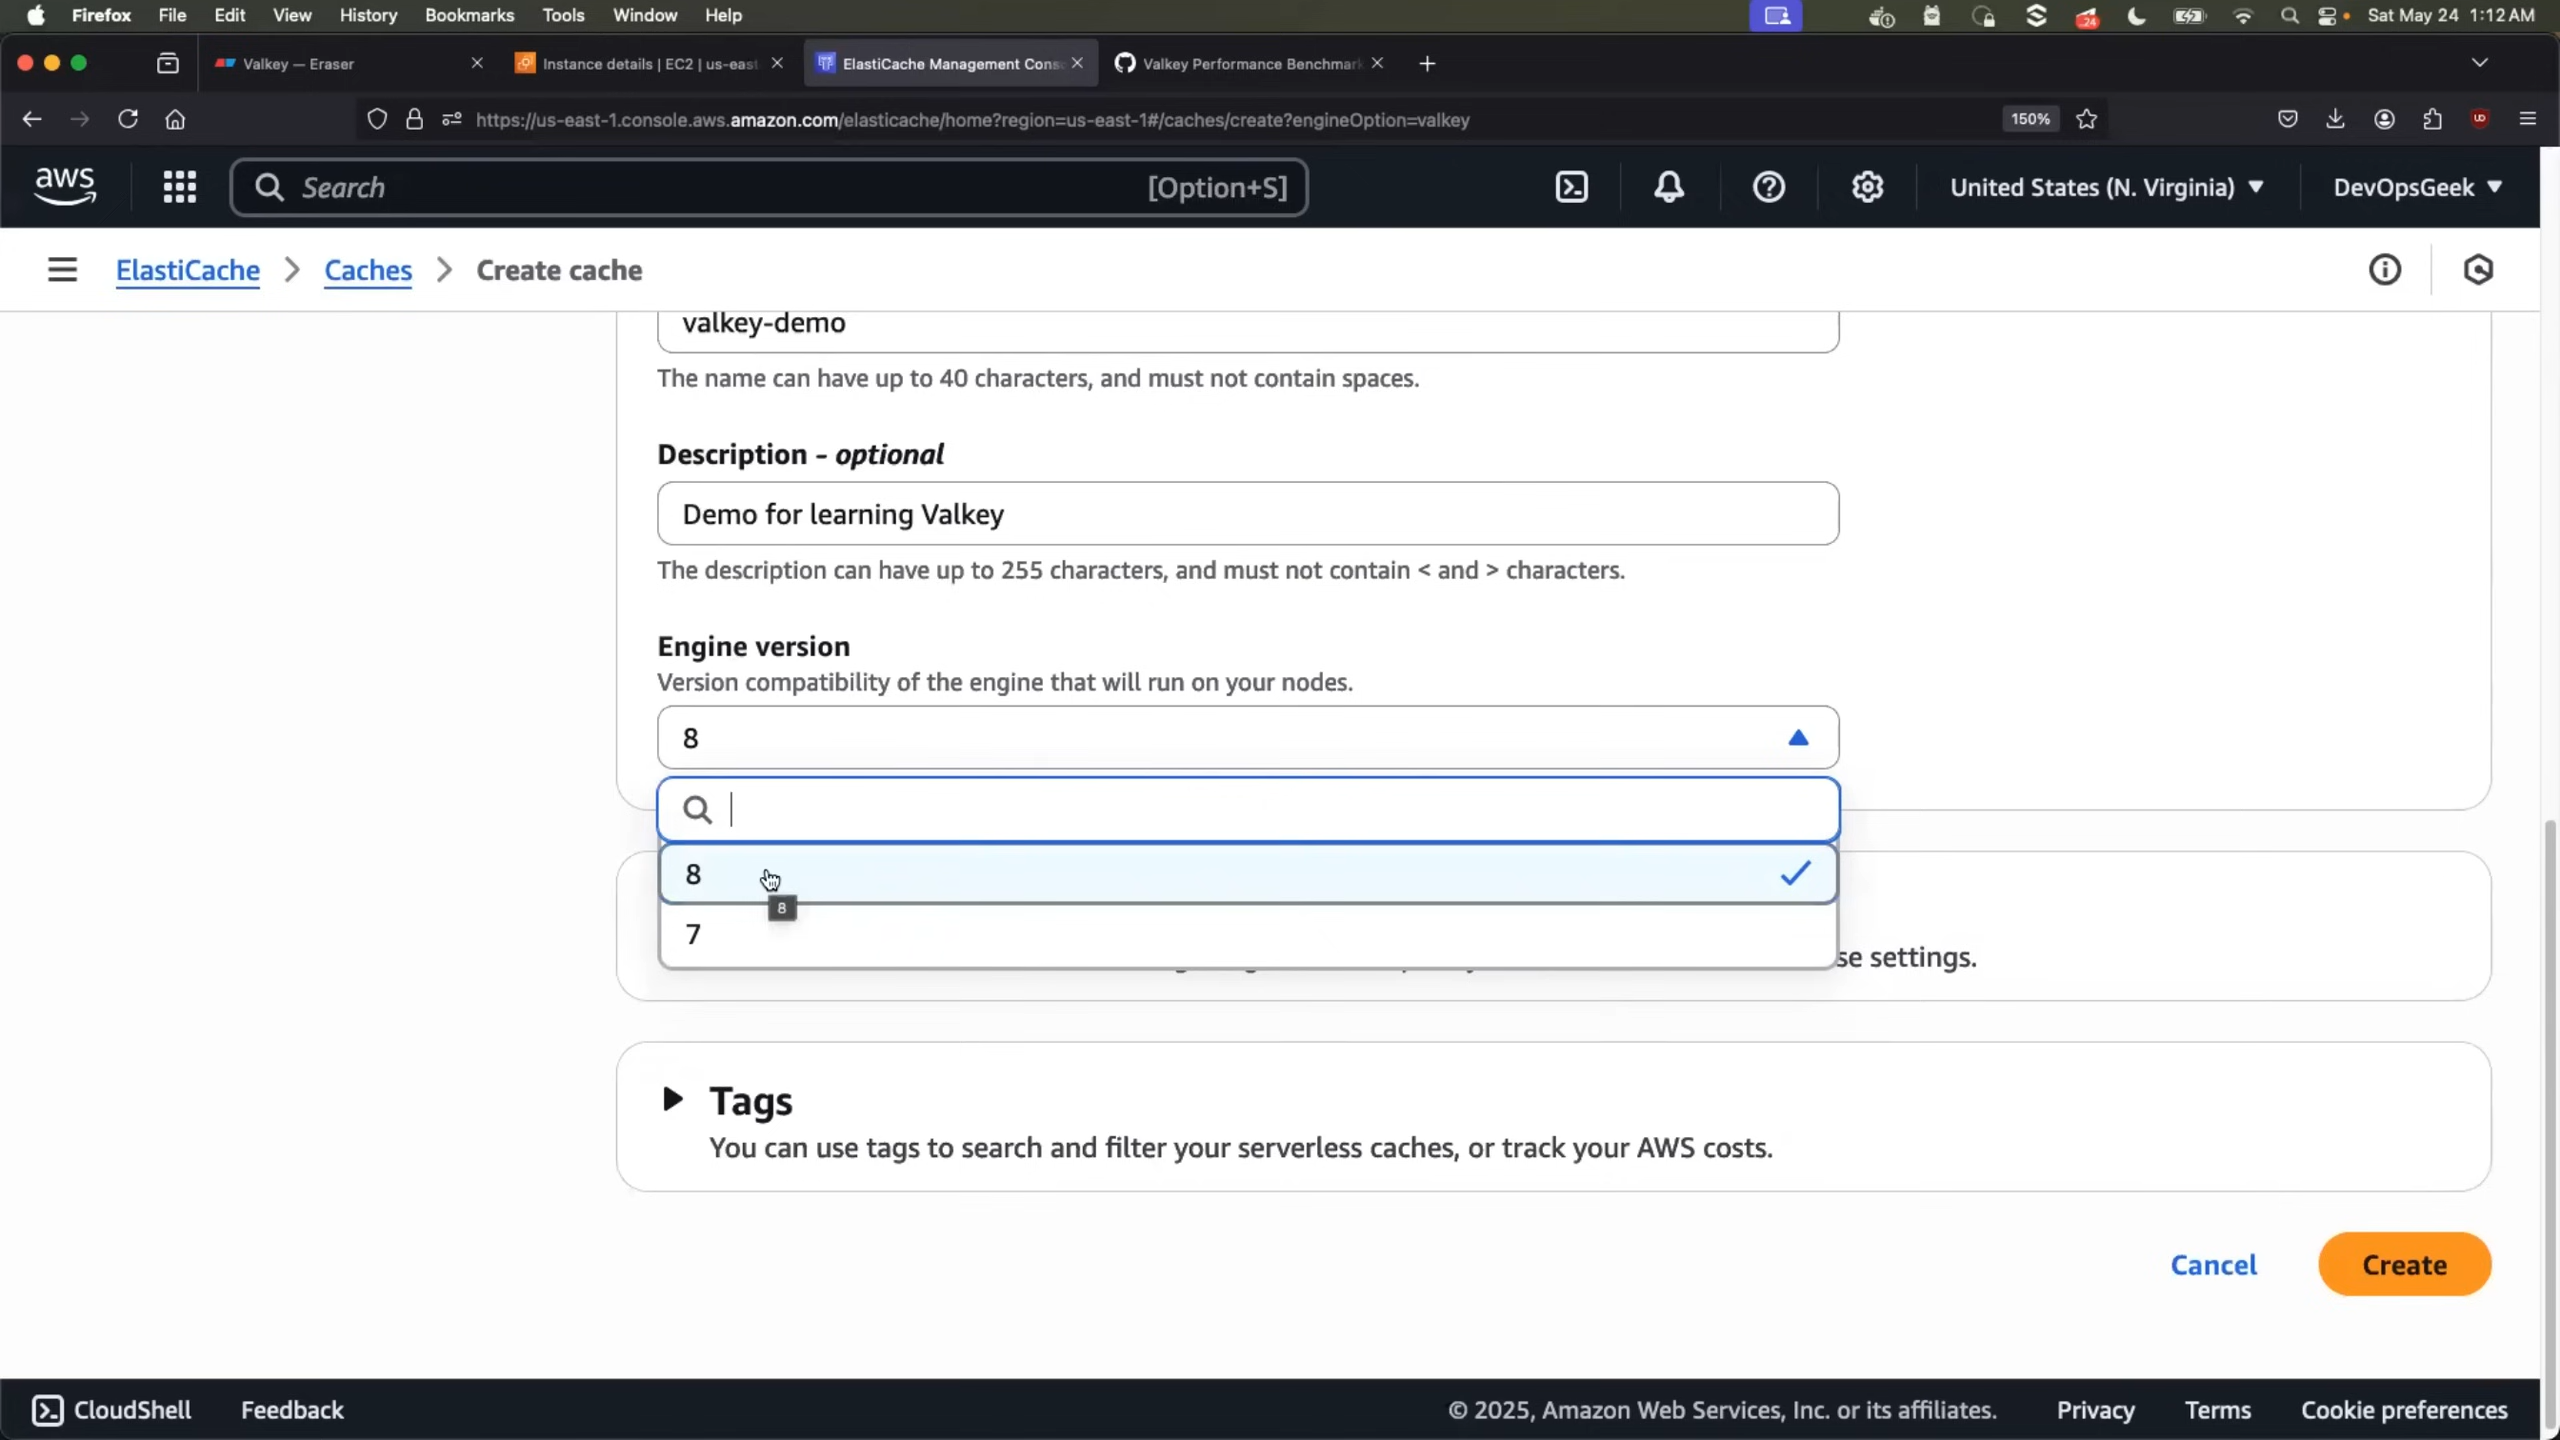 Firefox File Edit View History Bookmarks Tools Window Help
24
Sat May 24 1:12 AM
Valkey — Eraser
Instance details | EC2 | us-east
ElastiCache Management Conso
Valkey Performance Benchmark
https://us-east-1.console.aws.amazon.com/elasticache/home?region=us-east-1#/caches/create?engineOption=valkey
150%
aws
Search
[Option+S]
United States (N. Virginia)
DevOpsGeek
ElastiCache
Caches
Create cache
valkey-demo
The name can have up to 40 characters, and must not contain spaces.
Description - optional
Demo for learning Valkey
The description can have up to 255 characters, and must not contain < and > characters.
Engine version
Version compatibility of the engine that will run on your nodes.
8
8
8
7
se settings.
Tags
You can use tags to search and filter your serverless caches, or track your AWS costs.
Cancel
Create
CloudShell
Feedback
© 2025, Amazon Web Services, Inc. or its affiliates.
Privacy
Terms
Cookie preferences